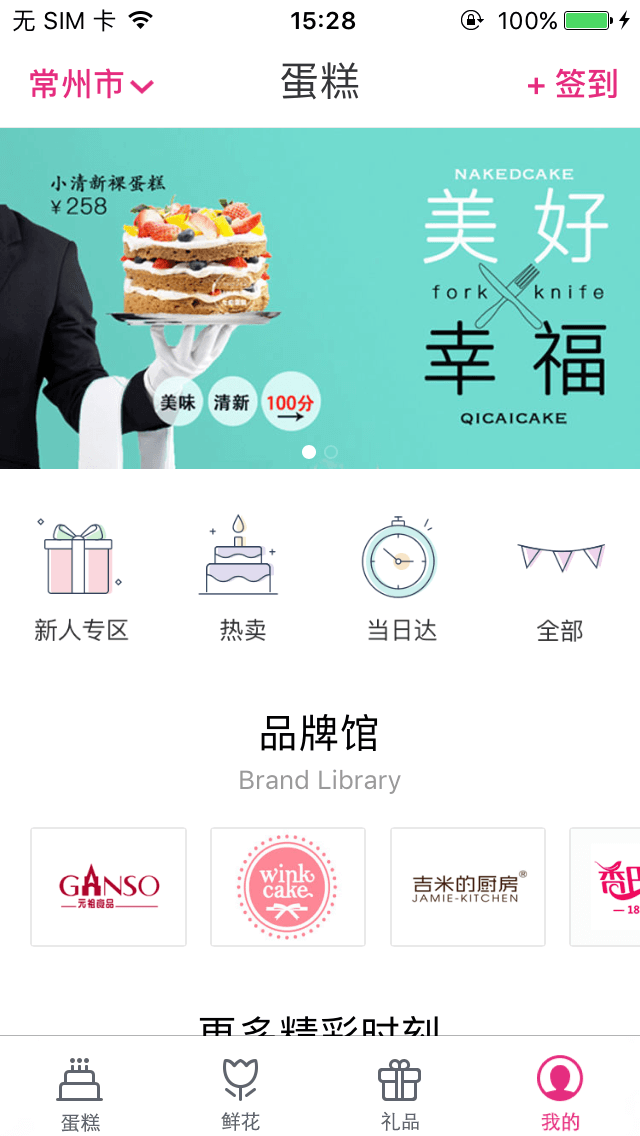 无 SIM 卡
15:28
100%
常州市
蛋糕
+ 签到
小清新裸蛋糕
¥258
NAKEDCAKE
美好
fork knife
幸福
QICAICAKE
美味
清新
100分
新人专区
热卖
当日达
全部
品牌馆
Brand Library
GANSO
元祖食品
wink
cake
吉米的厨房®
JAMIE-KITCHEN
更多精彩时刻
蛋糕
鲜花
礼品
我的